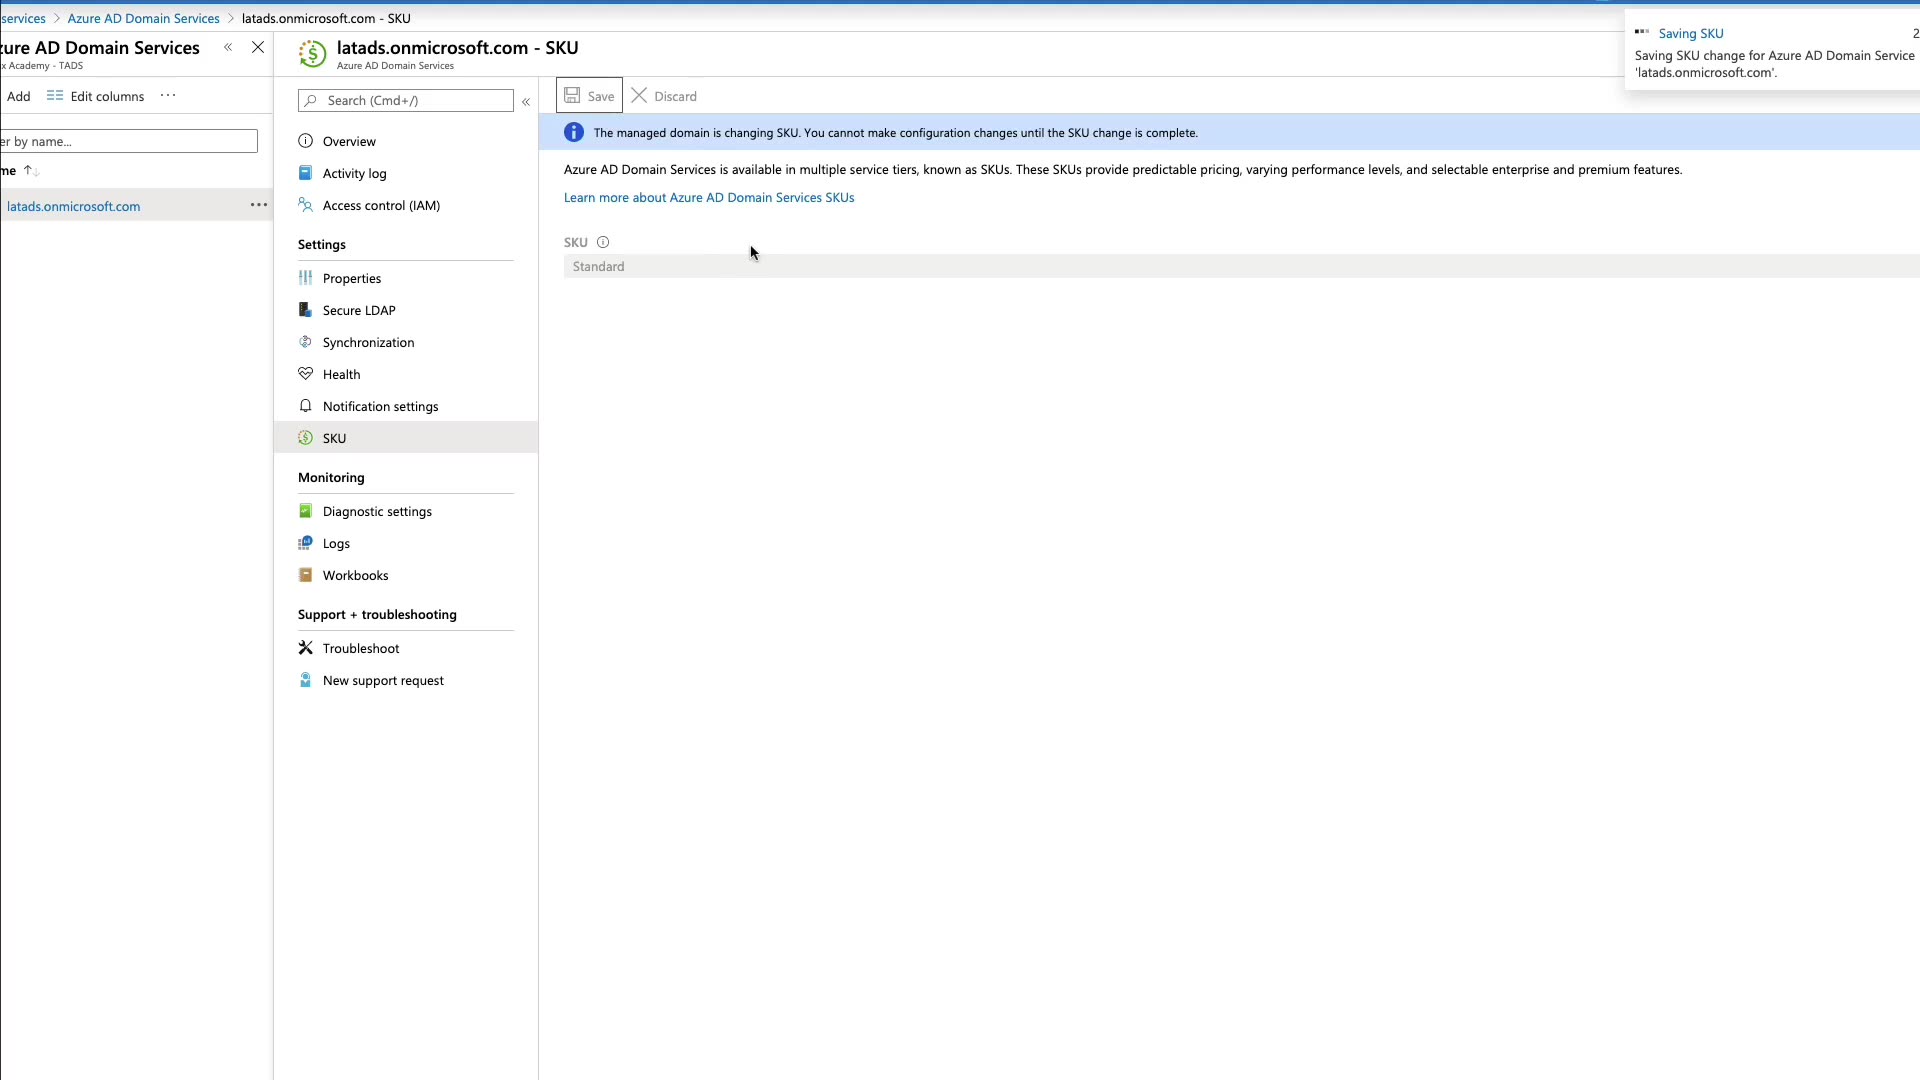 services > Azure AD Domain Services > latads.onmicrosoft.com - SKU
zure AD Domain Services
x Academy - TADS
Add Edit columns ...
er by name...
me
latads.onmicrosoft.com
latads.onmicrosoft.com - SKU
Azure AD Domain Services
Search (Cmd+/)
Overview
Activity log
Access control (IAM)
Settings
Properties
Secure LDAP
Synchronization
Health
Notification settings
SKU
Monitoring
Diagnostic settings
Logs
Workbooks
Support + troubleshooting
Troubleshoot
New support request
Save Discard
The managed domain is changing SKU. You cannot make configuration changes until the SKU change is complete.
Azure AD Domain Services is available in multiple service tiers, known as SKUs. These SKUs provide predictable pricing, varying performance levels, and selectable enterprise and premium features.
Learn more about Azure AD Domain Services SKUs
SKU
Standard
Saving SKU 2
Saving SKU change for Azure AD Domain Service
'latads.onmicrosoft.com'.